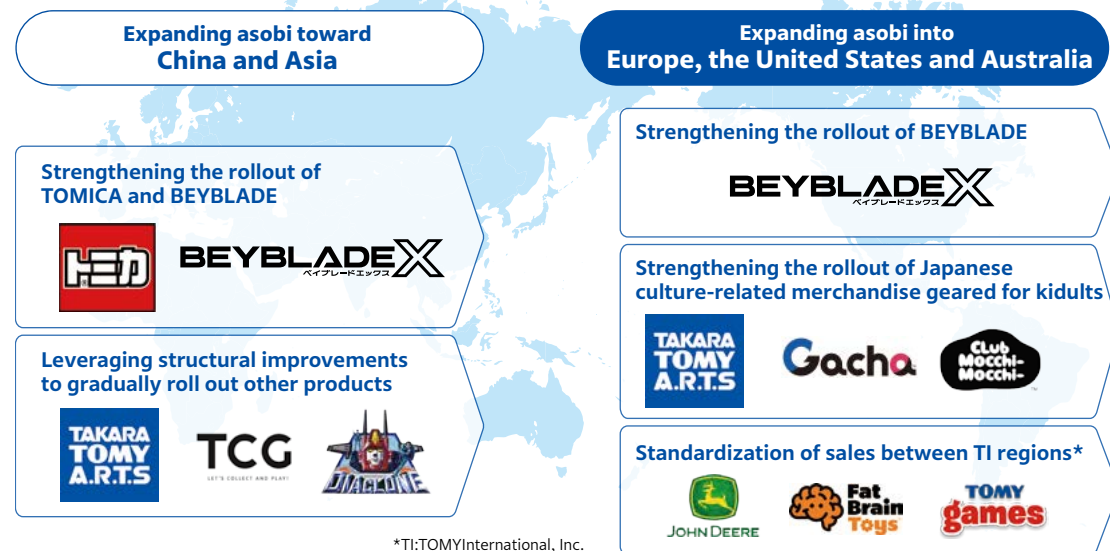 Expanding asobi toward
China and Asia
Strengthening the rollout of
TOMICA and BEYBLADE
トミカ
BEYBLADE X
ベイブレードエックス
Leveraging structural improvements
to gradually roll out other products
TAKARA
TOMY
A.R.T.S
TCG
LET'S COLLECT AND PLAY!
DIACLONE
Expanding asobi into
Europe, the United States and Australia
Strengthening the rollout of BEYBLADE
BEYBLADE X
ベイブレードエックス
Strengthening the rollout of Japanese
culture-related merchandise geared for kidults
TAKARA
TOMY
A.R.T.S
Gacha
CLub
Mocchi-
Mocchi-
Standardization of sales between TI regions*
JOHN DEERE
Fat
Brain
Toys
TOMY
games
*TI:TOMYInternational, Inc.